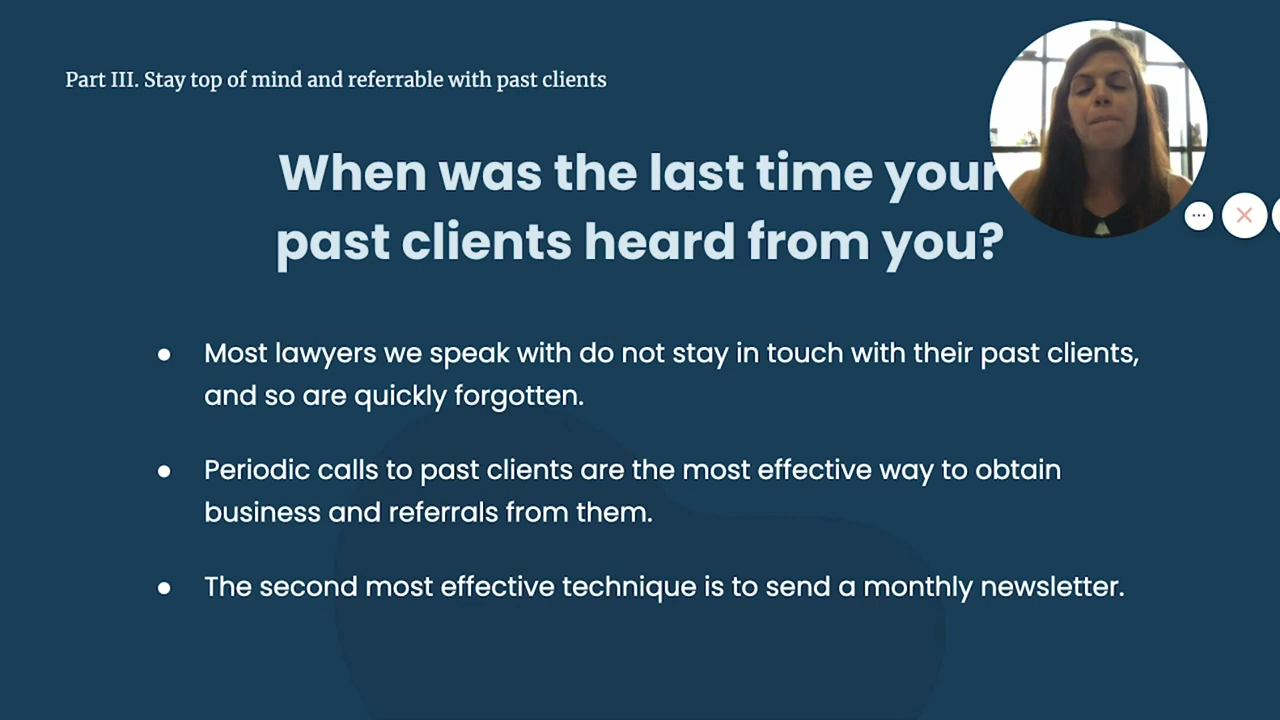 Part III. Stay top of mind and referrable with past clients
When was the last time your
past clients heard from you?
● Most lawyers we speak with do not stay in touch with their past clients,
and so are quickly forgotten.
● Periodic calls to past clients are the most effective way to obtain
business and referrals from them.
● The second most effective technique is to send a monthly newsletter.